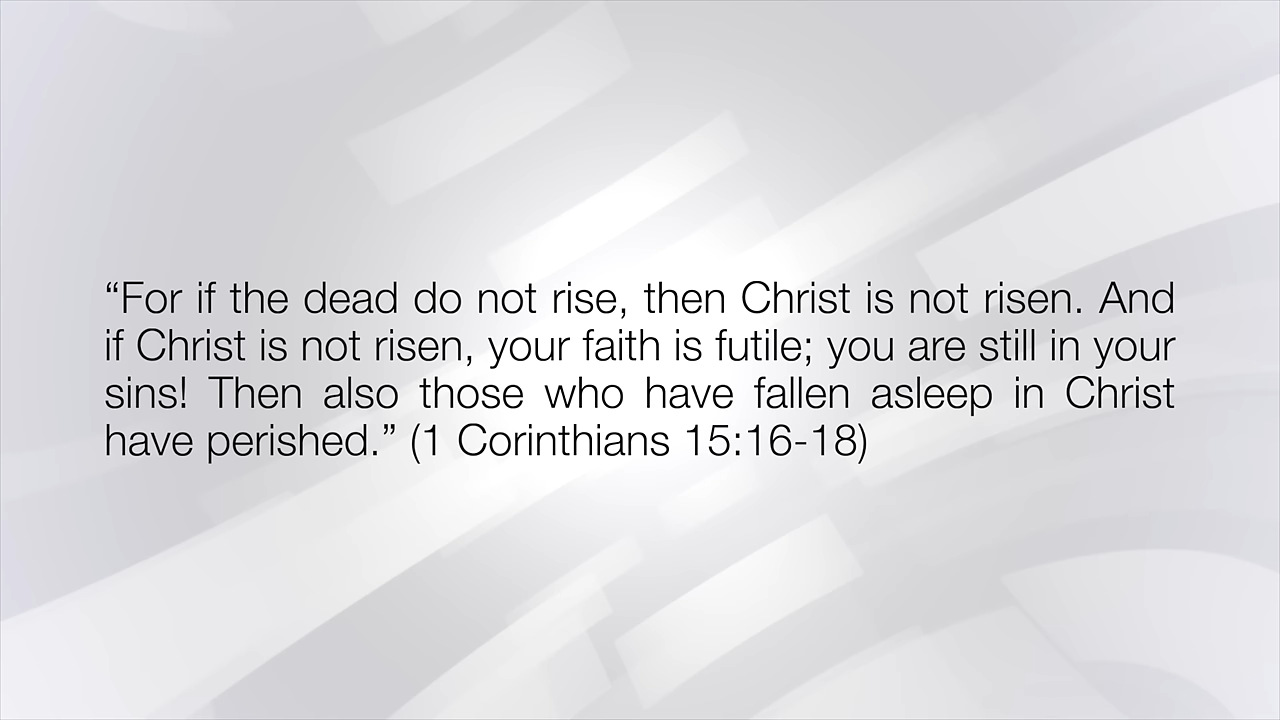 “For if the dead do not rise, then Christ is not risen. And
if Christ is not risen, your faith is futile; you are still in your
sins! Then also those who have fallen asleep in Christ
have perished.” (1 Corinthians 15:16-18)